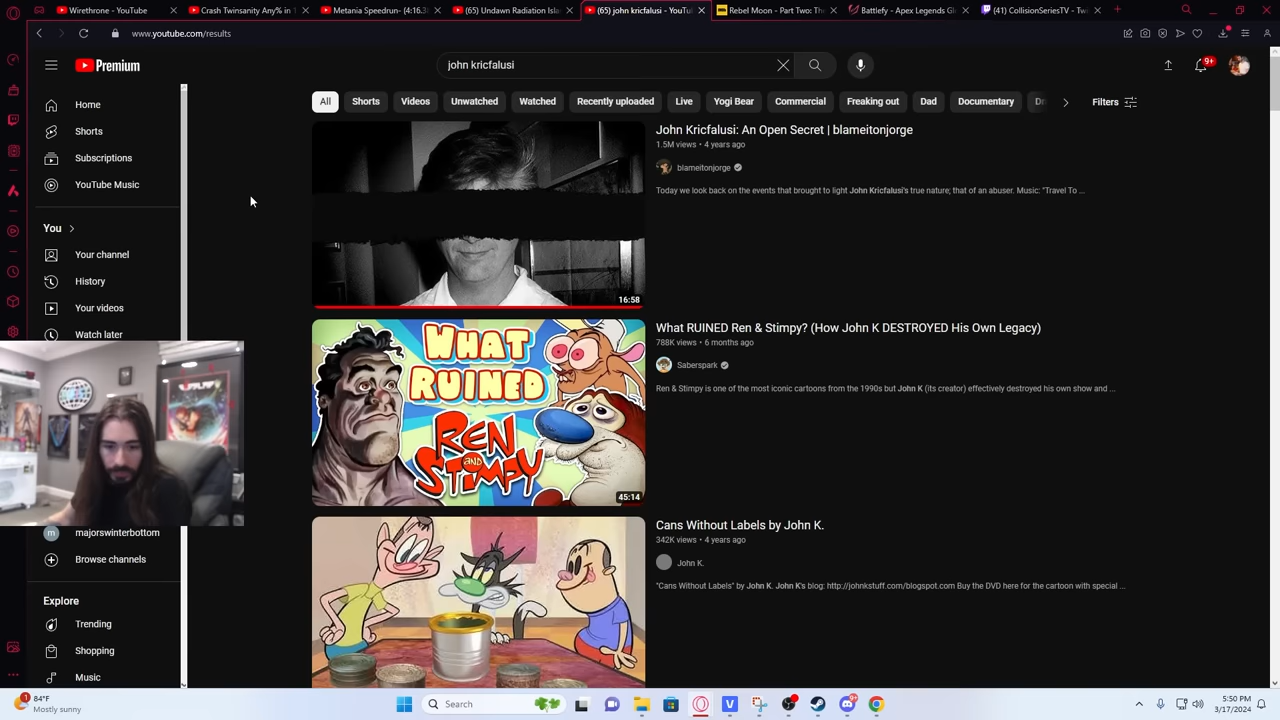 Wirethrone - YouTube
Crash Twinsanity Any% in 1
Metania Speedrun- (4:16.3
(65) Undawn Radiation Isla
(65) john kricfalusi - YouTu
Rebel Moon - Part Two: The
Battlefy - Apex Legends Gl
(41) CollisionSeriesTV - Twi
www.youtube.com/results
Premium
john kricfalusi
9+
All
Shorts
Videos
Unwatched
Watched
Recently uploaded
Live
Yogi Bear
Commercial
Freaking out
Dad
Documentary
Filters
Home
Shorts
Subscriptions
YouTube Music
You
Your channel
History
Your videos
Watch later
m majorswinterbottom
Browse channels
Explore
Trending
Shopping
Music
16:58
John Kricfalusi: An Open Secret | blameitonjorge
1.5M views • 4 years ago
blameitonjorge
Today we look back on the events that brought to light John Kricfalusi's true nature; that of an abuser. Music: "Travel To ...
WHAT
RUINED
REN
AND
STIMPY
45:14
What RUINED Ren & Stimpy? (How John K DESTROYED His Own Legacy)
788K views • 6 months ago
Saberspark
Ren & Stimpy is one of the most iconic cartoons from the 1990s but John K (its creator) effectively destroyed his own show and ...
Cans Without Labels by John K.
342K views • 4 years ago
John K.
"Cans Without Labels" by John K. John K's blog: http://johnkstuff.com/blogspot.com Buy the DVD here for the cartoon with special ...
1
84°F
Mostly sunny
Search
9+
5:50 PM
3/17/2024